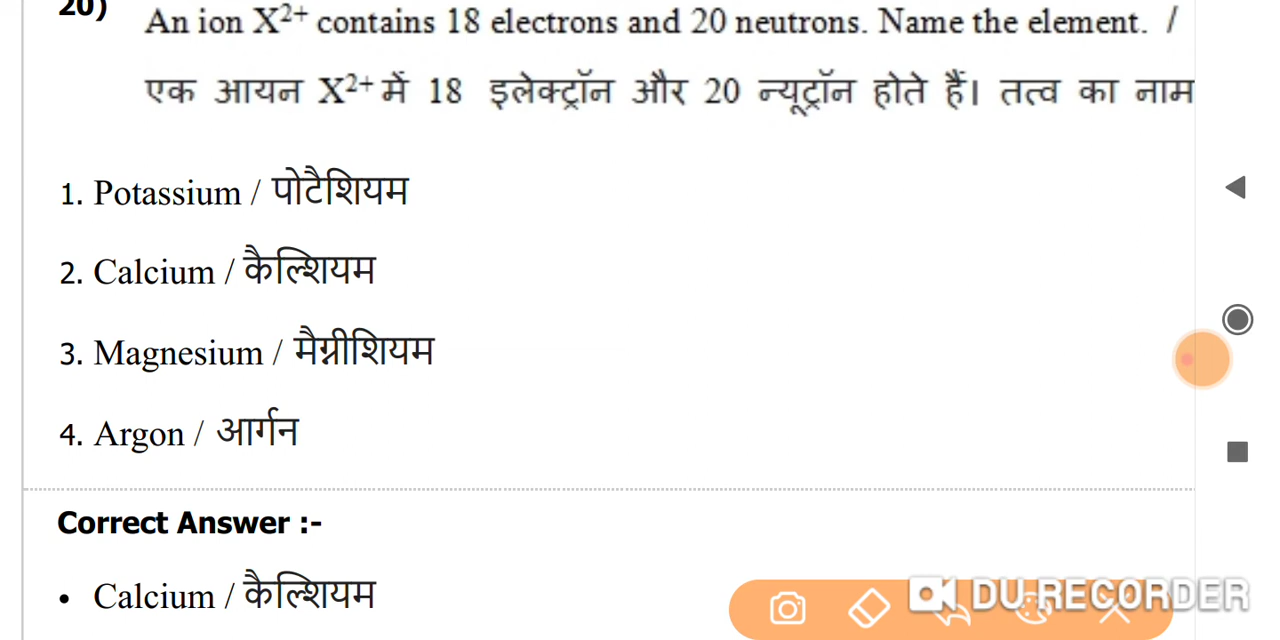 20)
An ion X²⁺ contains 18 electrons and 20 neutrons. Name the element. /
एक आयन X²⁺ में 18 इलेक्ट्रॉन और 20 न्यूट्रॉन होते हैं। तत्व का नाम
1. Potassium / पोटैशियम
2. Calcium / कैल्शियम
3. Magnesium / मैग्नीशियम
4. Argon / आर्गन
Correct Answer :-
• Calcium / कैल्शियम
DU RECORDER